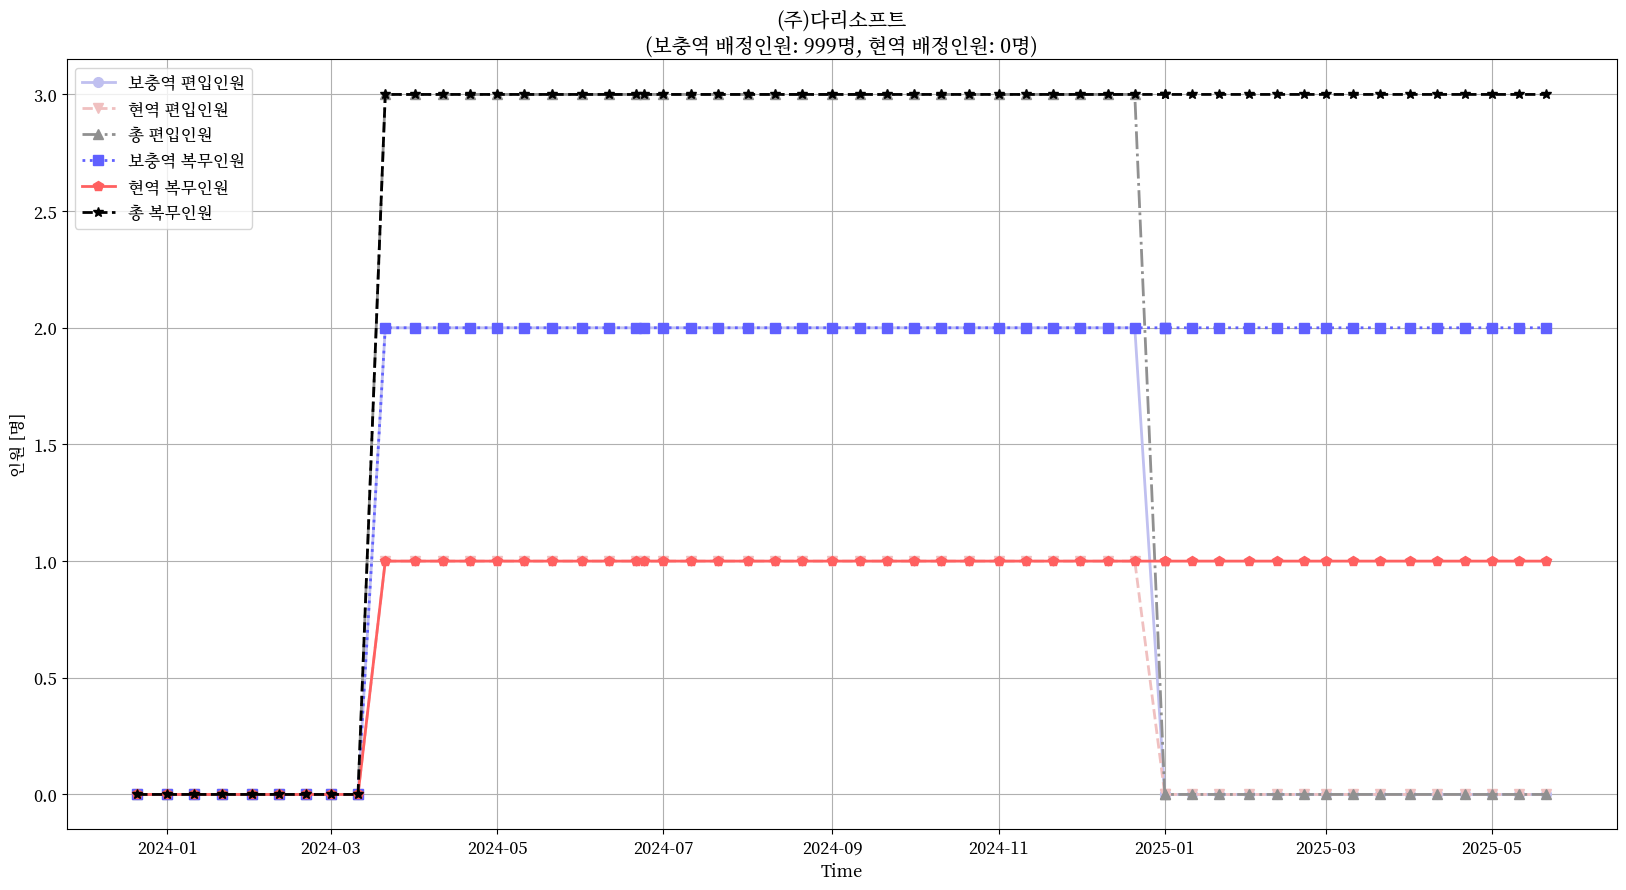 (주)다리소프트
(보충역 배정인원: 999명, 현역 배정인원: 0명)
보충역 편입인원
현역 편입인원
총 편입인원
보충역 복무인원
현역 복무인원
총 복무인원
3.0
2.5
2.0
1.5
1.0
0.5
0.0
인원 [명]
2024-01 2024-03 2024-05 2024-07 2024-09 2024-11 2025-01 2025-03 2025-05
Time